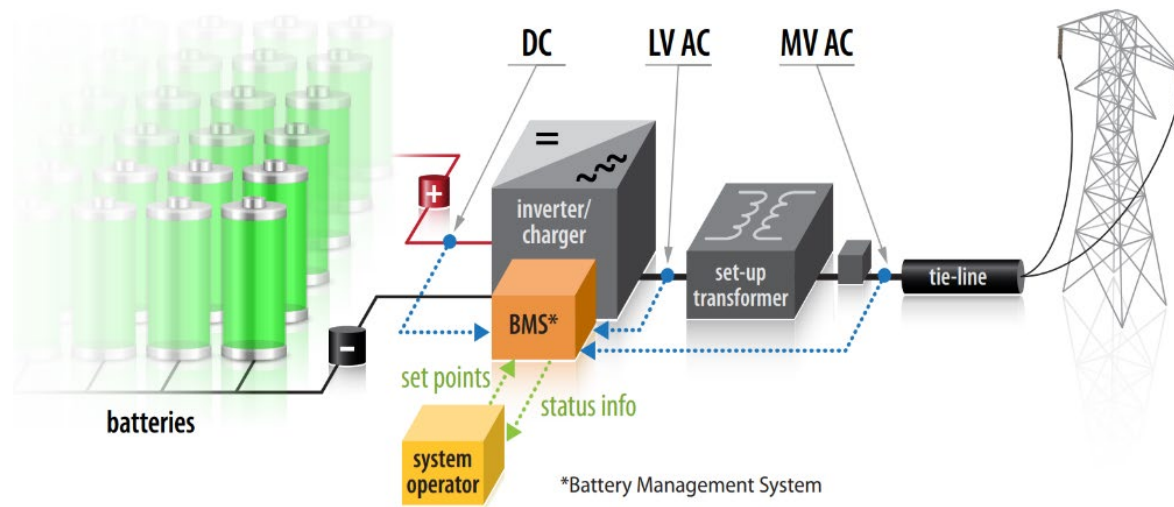 DC
LV AC
MV AC
=
+
inverter/
charger
set-up
transformer
tie-line
BMS*
-
set points
status info
batteries
system
operator
*Battery Management System